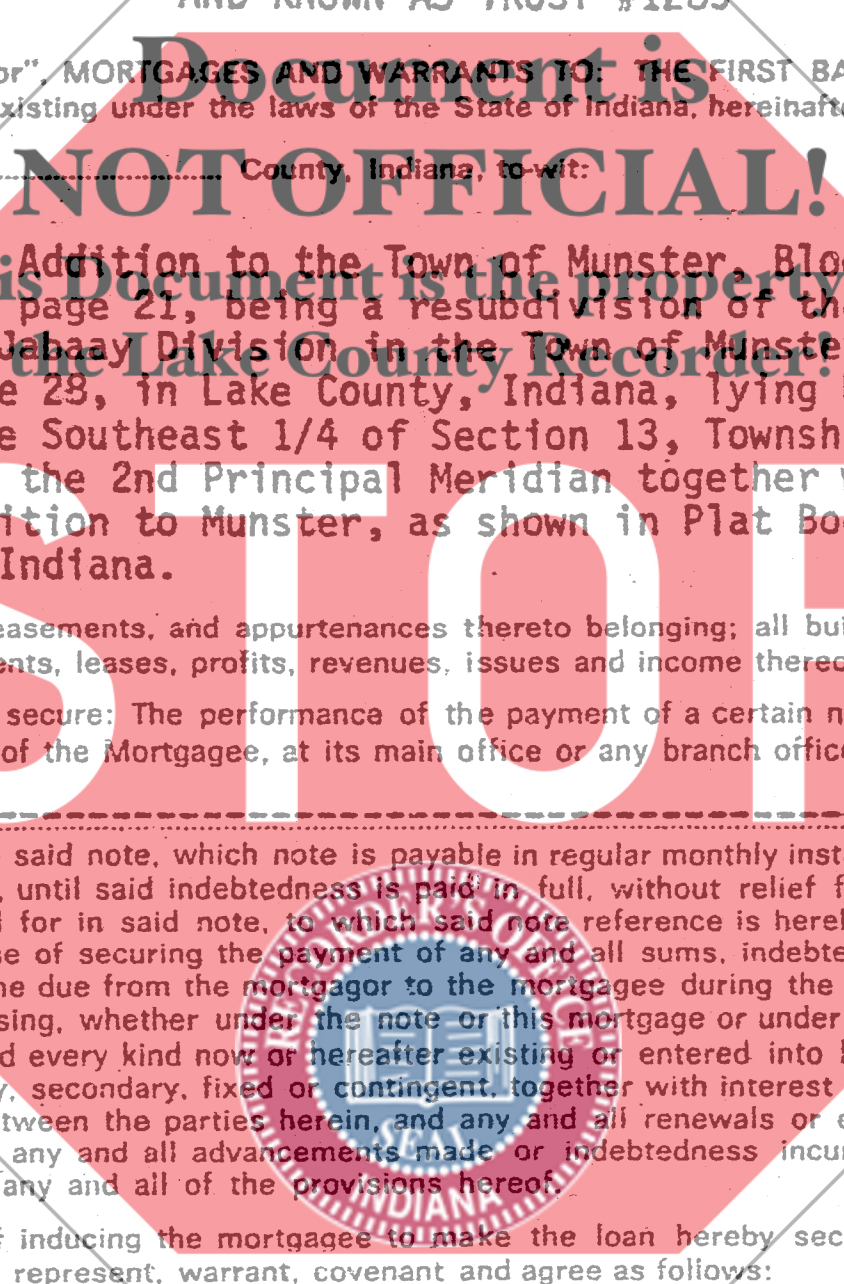 AND KNOWN AS TRUST #1285
Document is
or", MORTGAGES AND WARRANTS TO: THE FIRST BA
xisting under the laws of the State of Indiana, hereinafte
NOT OFFICIAL!
County, Indiana, to-wit:
Addition to the Town of Munster, Bloc
is Document is the property
page 21, being a resubdivision of th
Jabaay Division in the Town of Munste
the Lake County Recorder!
e 28, in Lake County, Indiana, lying
e Southeast 1/4 of Section 13, Townsh
the 2nd Principal Meridian together
STOP
ition to Munster, as shown in Plat Bo
Indiana.
easements, and appurtenances thereto belonging; all bui
ents, leases, profits, revenues, issues and income thereo
secure: The performance of the payment of a certain n
of the Mortgagee, at its main office or any branch office
said note, which note is payable in regular monthly inst
, until said indebtedness is paid in full, without relief f
d for in said note, to which said note reference is here
se of securing the payment of any and all sums, indebte
ne due from the mortgagor to the mortgagee during the
sing, whether under the note or this mortgage or under
d every kind now or hereafter existing or entered into
y, secondary, fixed or contingent, together with interest
tween the parties herein, and any and all renewals or e
any and all advancements made or indebtedness incu
any and all of the provisions hereof.
RECORDER'S OFFICE
SEAL
INDIANA
f inducing the mortgagee to make the loan hereby sec
represent, warrant, covenant and agree as follows: